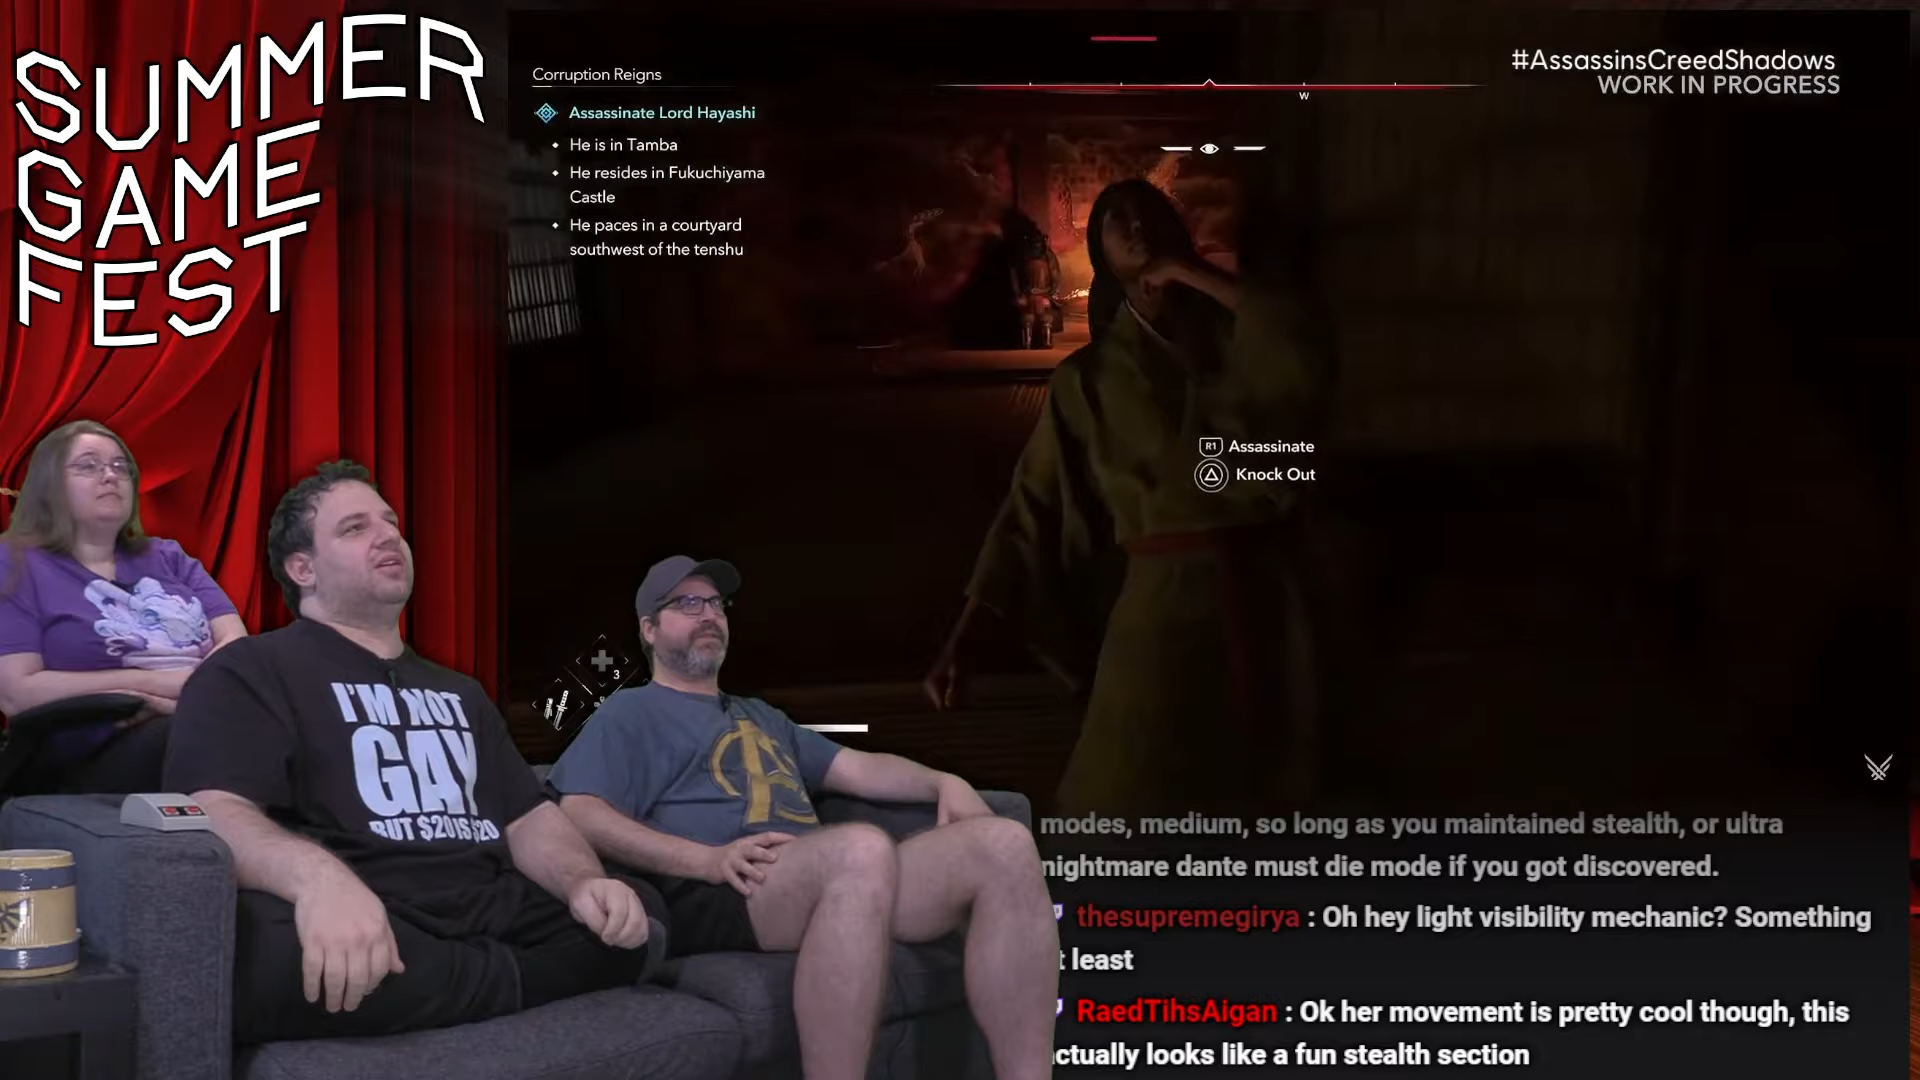 SUMMER
GAME
FEST
Corruption Reigns
Assassinate Lord Hayashi
He is in Tamba
He resides in Fukuchiyama
Castle
He paces in a courtyard
southwest of the tenshu
W
#AssassinsCreedShadows
WORK IN PROGRESS
R1 Assassinate
Knock Out
3
I'M NOT
GAY
BUT $20 IS $20
modes, medium, so long as you maintained stealth, or ultra
nightmare dante must die mode if you got discovered.
thesupremegirya : Oh hey light visibility mechanic? Something
t least
RaedTihsAigan : Ok her movement is pretty cool though, this
ctually looks like a fun stealth section